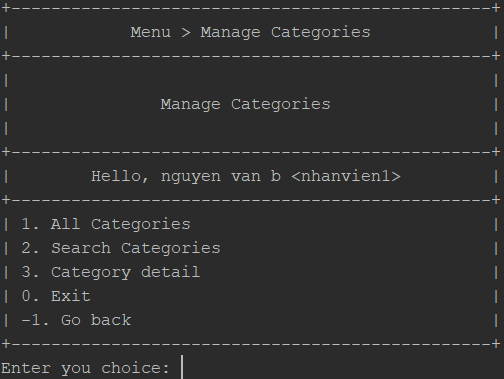 +------------------------------------------------+
|            Menu > Manage Categories            |
+------------------------------------------------+
|                                                |
|               Manage Categories                |
|                                                |
+------------------------------------------------+
|        Hello, nguyen van b <nhanvien1>         |
+------------------------------------------------+
| 1. All Categories                              |
| 2. Search Categories                           |
| 3. Category detail                             |
| 0. Exit                                        |
| -1. Go back                                    |
+------------------------------------------------+
Enter you choice: